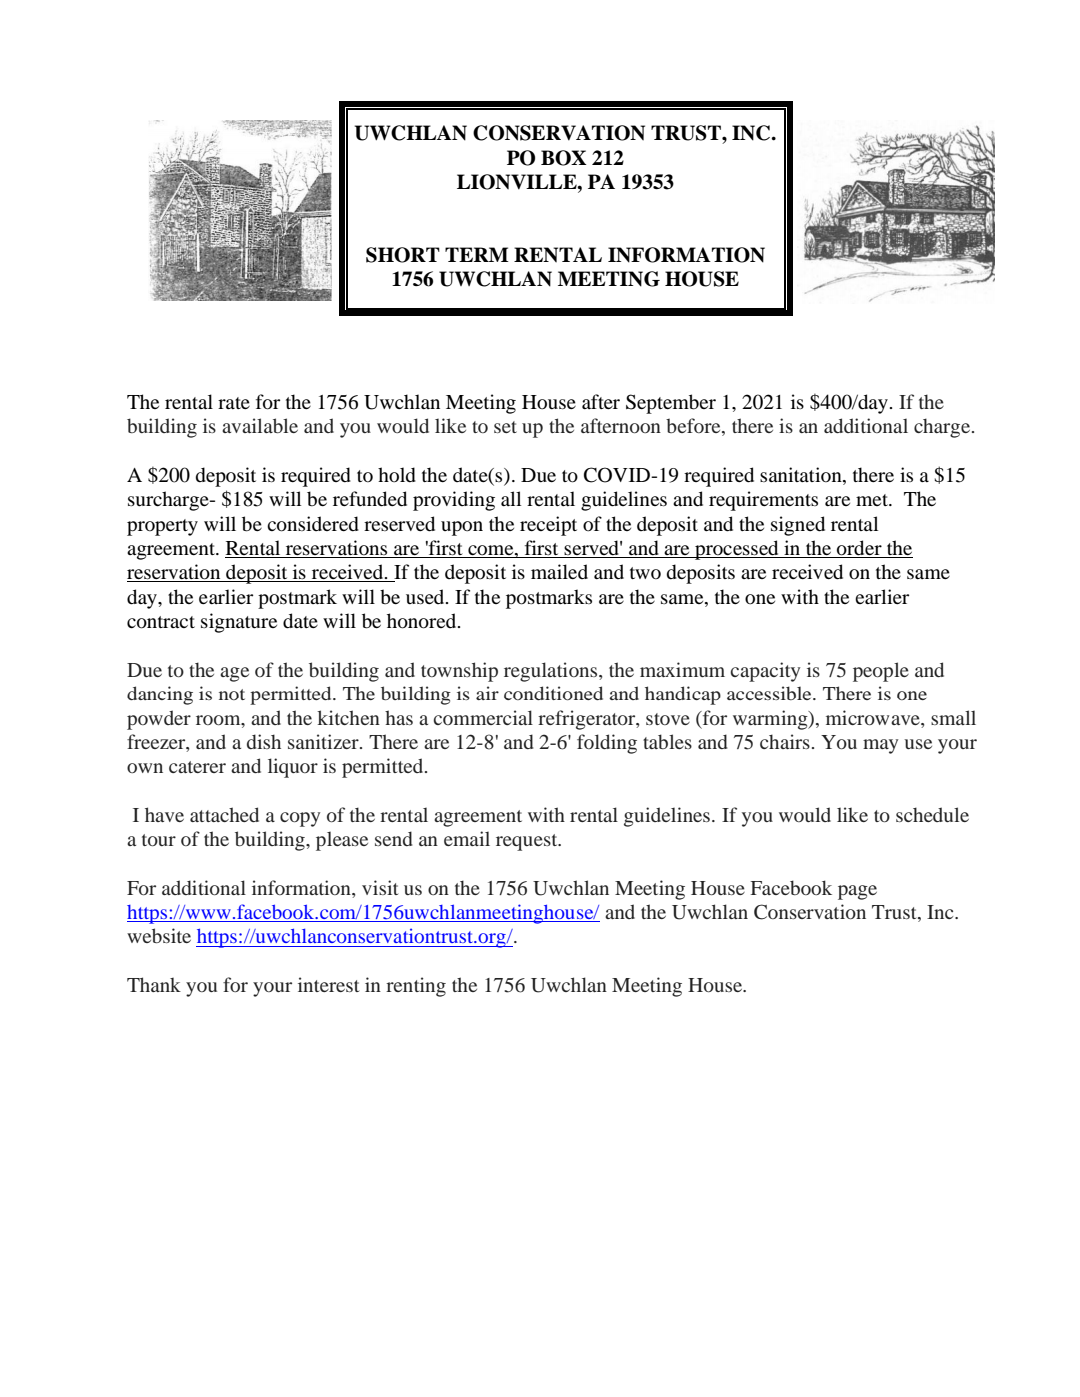 UWCHLAN CONSERVATION TRUST, INC.
PO BOX 212
LIONVILLE, PA 19353
SHORT TERM RENTAL INFORMATION
1756 UWCHLAN MEETING HOUSE
The rental rate for the 1756 Uwchlan Meeting House after September 1, 2021 is $400/day. If the
building is available and you would like to set up the afternoon before, there is an additional charge.
A $200 deposit is required to hold the date(s). Due to COVID-19 required sanitation, there is a $15
surcharge- $185 will be refunded providing all rental guidelines and requirements are met.  The
property will be considered reserved upon the receipt of the deposit and the signed rental
agreement. Rental reservations are 'first come, first served' and are processed in the order the
reservation deposit is received. If the deposit is mailed and two deposits are received on the same
day, the earlier postmark will be used. If the postmarks are the same, the one with the earlier
contract signature date will be honored.
Due to the age of the building and township regulations, the maximum capacity is 75 people and
dancing is not permitted. The building is air conditioned and handicap accessible. There is one
powder room, and the kitchen has a commercial refrigerator, stove (for warming), microwave, small
freezer, and a dish sanitizer. There are 12-8' and 2-6' folding tables and 75 chairs. You may use your
own caterer and liquor is permitted.
I have attached a copy of the rental agreement with rental guidelines. If you would like to schedule
a tour of the building, please send an email request.
For additional information, visit us on the 1756 Uwchlan Meeting House Facebook page
https://www.facebook.com/1756uwchlanmeetinghouse/ and the Uwchlan Conservation Trust, Inc.
website https://uwchlanconservationtrust.org/.
Thank you for your interest in renting the 1756 Uwchlan Meeting House.